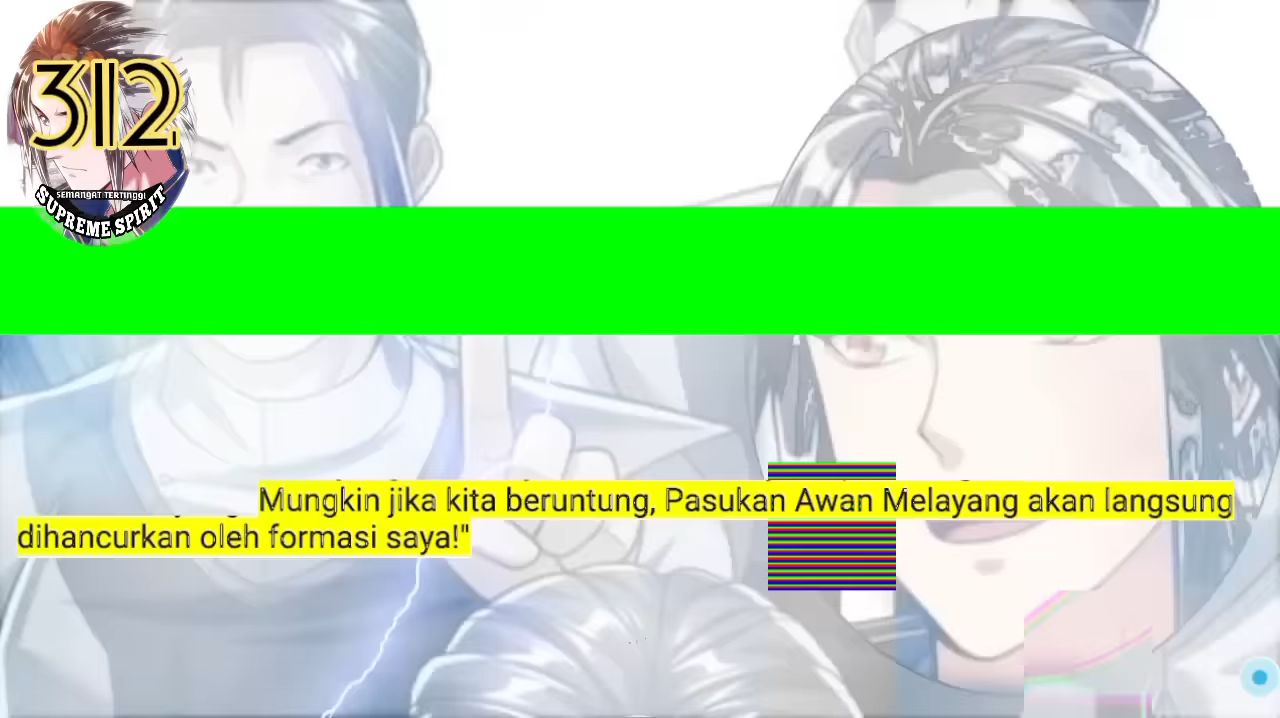 312
SEMANGAT TERTINGGI
SUPREME SPIRIT
Mungkin jika kita beruntung, Pasukan Awan Melayang akan langsung
dihancurkan oleh formasi saya!"